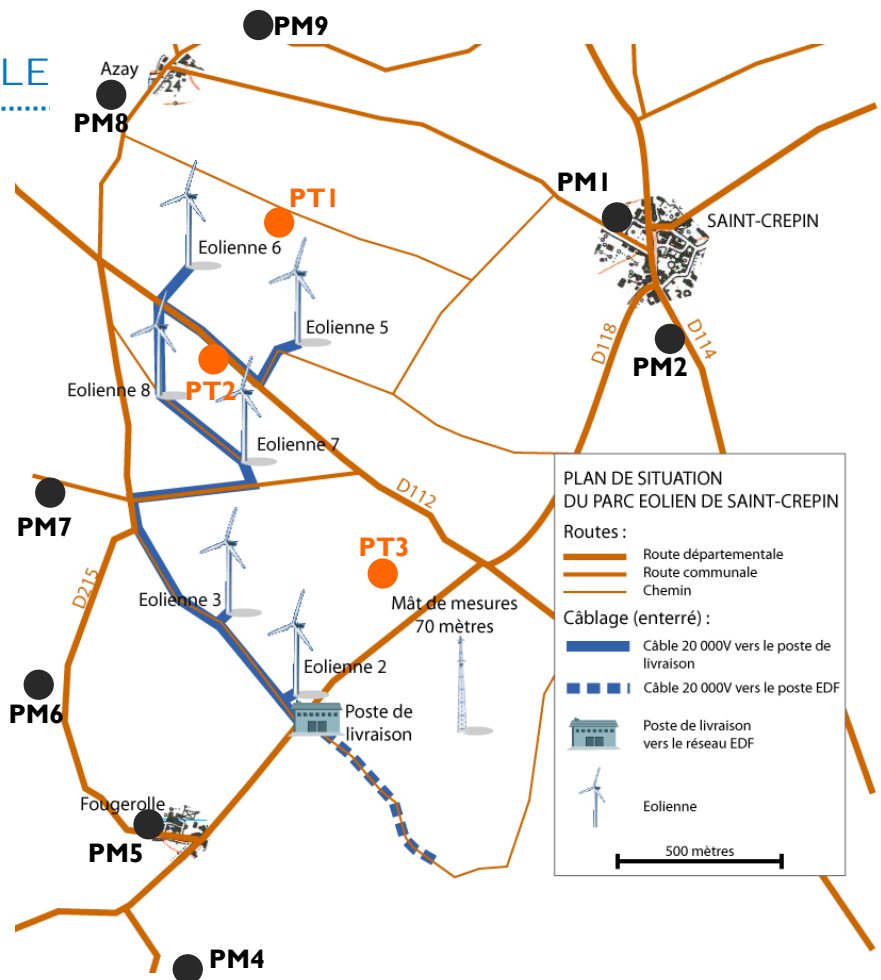 PM9
LE
Azay
24
PM8
PM1
PT1
SAINT-CREPIN
Eolienne 6
Eolienne 5
D118
D114
PM2
PT2
Eolienne 8
Eolienne 7
PLAN DE SITUATION
DU PARC EOLIEN DE SAINT-CREPIN
D112
PM7
Routes :
Route départementale
Route communale
Chemin
PT3
D215
Eolienne 3
Mât de mesures
70 mètres
Câblage (enterré) :
Câble 20 000V vers le poste de
livraison
Eolienne 2
Câble 20 000V vers le poste EDF
PM6
Poste de
livraison
Poste de livraison
vers le réseau EDF
Fougerolle
Eolienne
PM5
500 mètres
PM4